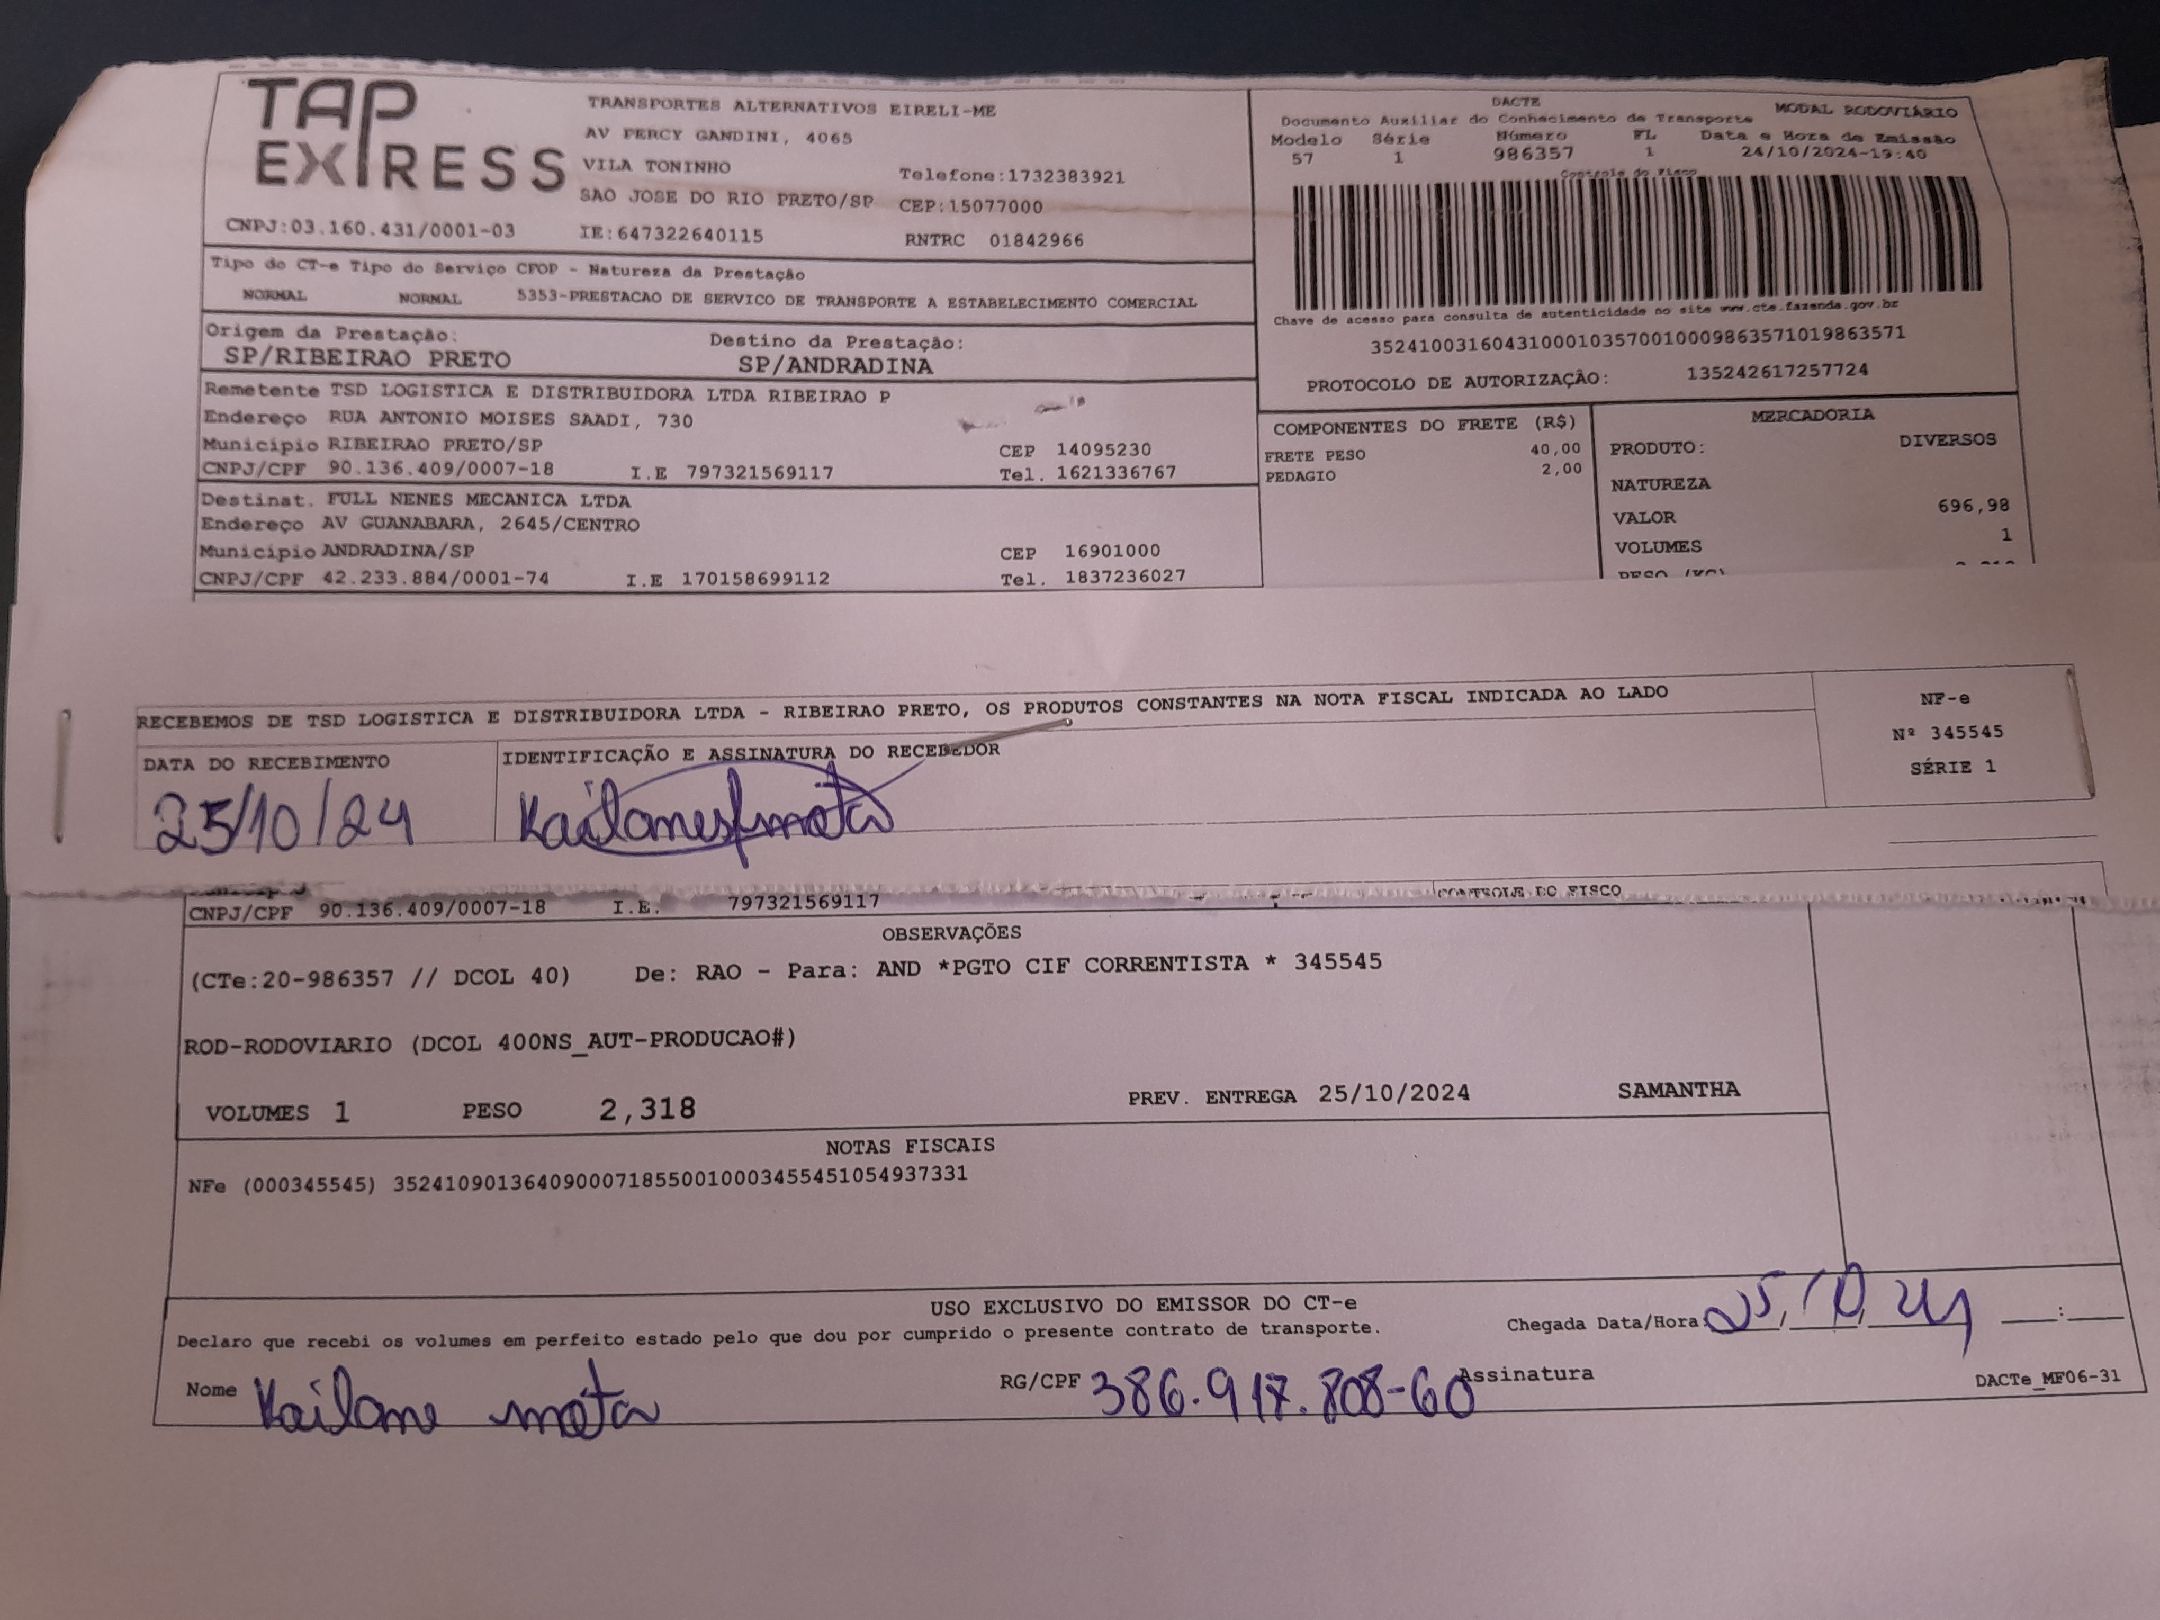 TAP EXPRESS
TRANSPORTES ALTERNATIVOS EIRELI-ME
AV PERCY GANDINI, 4065
VILA TONINHO Telefone:1732383921
SAO JOSE DO RIO PRETO/SP CEP:15077000
CNPJ:03.160.431/0001-03 IE:647322640115 RNTRC 01842966
DACTE MODAL RODOVIÁRIO
Documento Auxiliar do Conhecimento de Transporte
Modelo Série Número FL Data e Hora de Emissão
57 1 986357 1 24/10/2024-19:40
Controle do Fisco
Chave de acesso para consulta de autenticidade no site www.cte.fazenda.gov.br
35241003160431000103570010009863571019863571
PROTOCOLO DE AUTORIZAÇÃO: 135242617257724
Tipo do CT-e Tipo do Serviço CFOP - Natureza da Prestação
NORMAL NORMAL 5353-PRESTACAO DE SERVICO DE TRANSPORTE A ESTABELECIMENTO COMERCIAL
Origem da Prestação: Destino da Prestação:
SP/RIBEIRAO PRETO SP/ANDRADINA
Remetente TSD LOGISTICA E DISTRIBUIDORA LTDA RIBEIRAO P
Endereço RUA ANTONIO MOISES SAADI, 730
Município RIBEIRAO PRETO/SP CEP 14095230
CNPJ/CPF 90.136.409/0007-18 I.E 797321569117 Tel. 1621336767
Destinat. FULL NENES MECANICA LTDA
Endereço AV GUANABARA, 2645/CENTRO
Município ANDRADINA/SP CEP 16901000
CNPJ/CPF 42.233.884/0001-74 I.E 170158699112 Tel. 1837236027
COMPONENTES DO FRETE (R$)
FRETE PESO 40,00
PEDAGIO 2,00
MERCADORIA
PRODUTO: DIVERSOS
NATUREZA
VALOR 696,98
VOLUMES 1
PESO (KG)
RECEBEMOS DE TSD LOGISTICA E DISTRIBUIDORA LTDA - RIBEIRAO PRETO, OS PRODUTOS CONSTANTES NA NOTA FISCAL INDICADA AO LADO
NF-e
Nº 345545
SÉRIE 1
DATA DO RECEBIMENTO IDENTIFICAÇÃO E ASSINATURA DO RECEBEDOR
25/10/24
CNPJ/CPF 90.136.409/0007-18 I.E. 797321569117 CONTROLE DO FISCO
OBSERVAÇÕES
(CTe:20-986357 // DCOL 40) De: RAO - Para: AND *PGTO CIF CORRENTISTA * 345545
ROD-RODOVIARIO (DCOL 400NS_AUT-PRODUCAO#)
VOLUMES 1 PESO 2,318 PREV. ENTREGA 25/10/2024 SAMANTHA
NOTAS FISCAIS
NFe (000345545) 35241090136409000718550010003455451054937331
USO EXCLUSIVO DO EMISSOR DO CT-e
Declaro que recebi os volumes em perfeito estado pelo que dou por cumprido o presente contrato de transporte. Chegada Data/Hora: 25/10/24 :
Nome Kailane mota RG/CPF 386.917.808-60 Assinatura DACTe_MF06-31